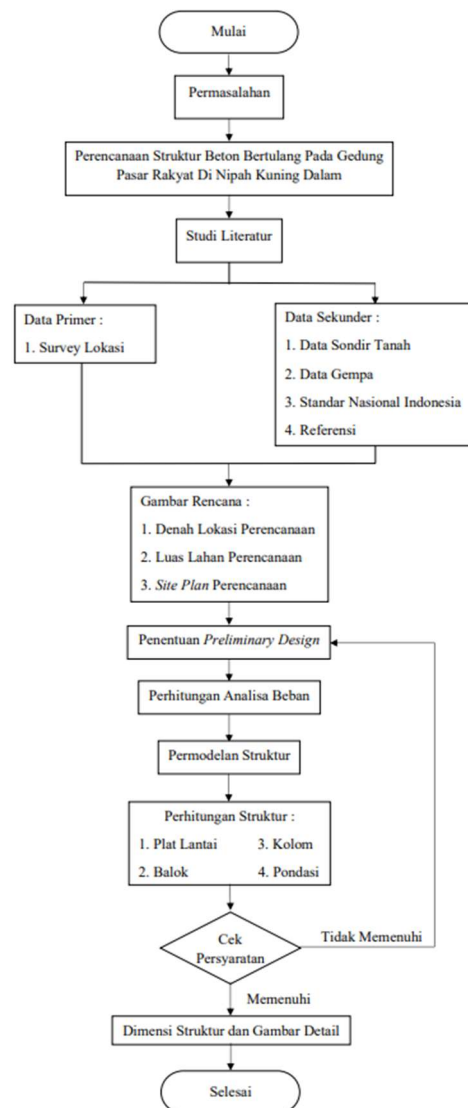 Mulai
Permasalahan
Perencanaan Struktur Beton Bertulang Pada Gedung
Pasar Rakyat Di Nipah Kuning Dalam
Studi Literatur
Data Primer :
1. Survey Lokasi
Data Sekunder :
1. Data Sondir Tanah
2. Data Gempa
3. Standar Nasional Indonesia
4. Referensi
Gambar Rencana :
1. Denah Lokasi Perencanaan
2. Luas Lahan Perencanaan
3. Site Plan Perencanaan
Penentuan Preliminary Design
Perhitungan Analisa Beban
Permodelan Struktur
Perhitungan Struktur :
1. Plat Lantai 3. Kolom
2. Balok 4. Pondasi
Cek
Persyaratan
Tidak Memenuhi
Memenuhi
Dimensi Struktur dan Gambar Detail
Selesai